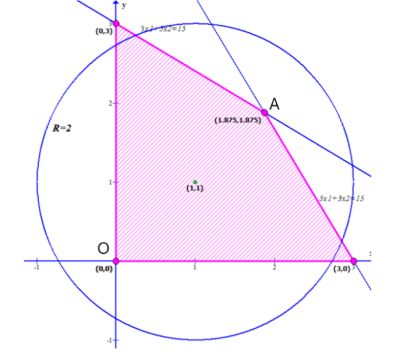 y
(0,3)
3x1+5x2=15
2
A
(1.875,1.875)
R=2
1
(1,1)
5x1+3x2=15
O
(0,0)
(3,0)
-1
1
2
-1